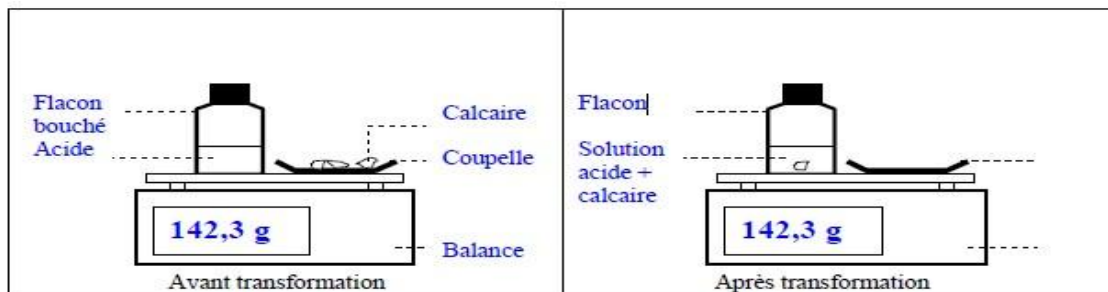 Flacon
bouché
Acide
Calcaire
Coupelle
142,3 g
Balance
Avant transformation
Flacon
Solution
acide +
calcaire
142,3 g
Après transformation